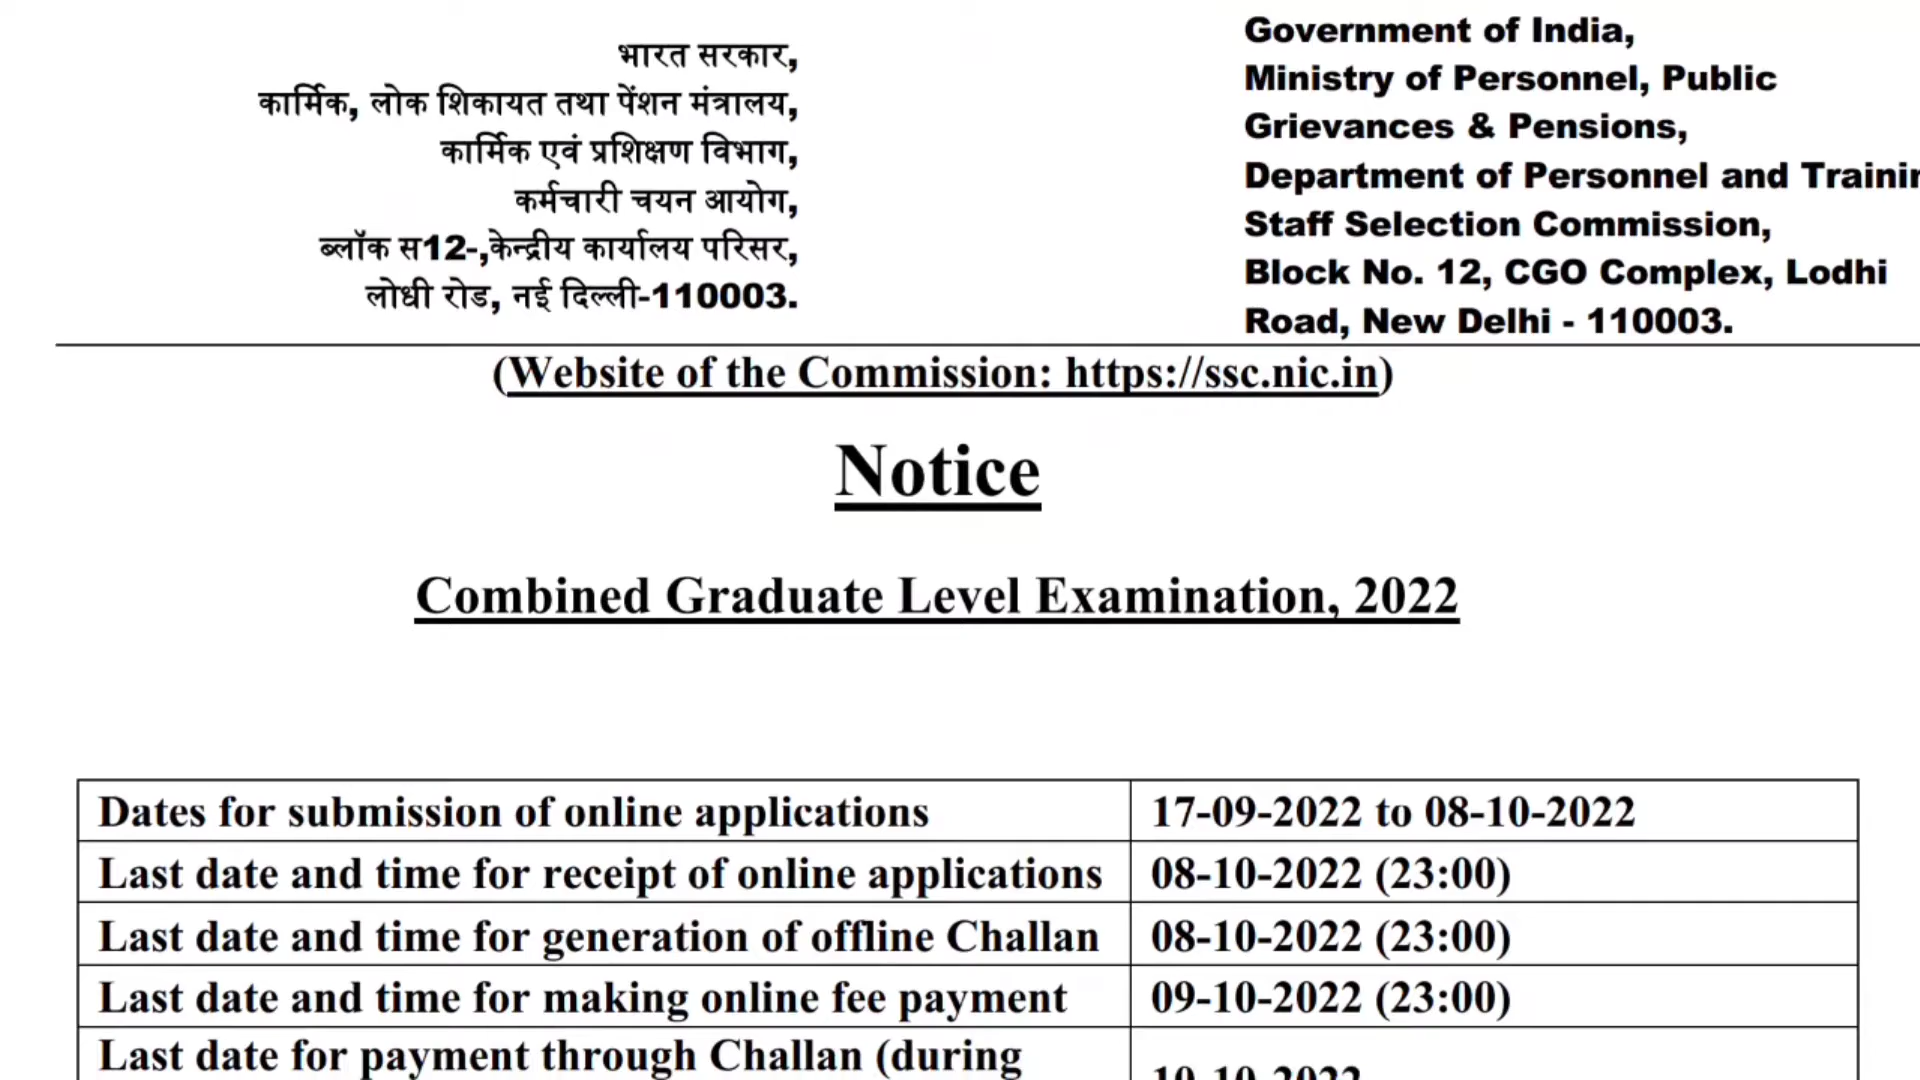 भारत सरकार,
कार्मिक, लोक शिकायत तथा पेंशन मंत्रालय,
कार्मिक एवं प्रशिक्षण विभाग,
कर्मचारी चयन आयोग,
ब्लॉक स12-,केन्द्रीय कार्यालय परिसर,
लोधी रोड, नई दिल्ली-110003.
Government of India,
Ministry of Personnel, Public
Grievances & Pensions,
Department of Personnel and
Staff Selection Commission,
Block No. 12, CGO Complex, Lodhi
Road, New Delhi - 110003.
(Website of the Commission: https://ssc.nic.in)
Notice
Combined Graduate Level Examination, 2022
Dates for submission of online applications 17-09-2022 to 08-10-2022
Last date and time for receipt of online applications 08-10-2022 (23:00)
Last date and time for generation of offline Challan 08-10-2022 (23:00)
Last date and time for making online fee payment 09-10-2022 (23:00)
Last date for payment through Challan (during 10-10-2022